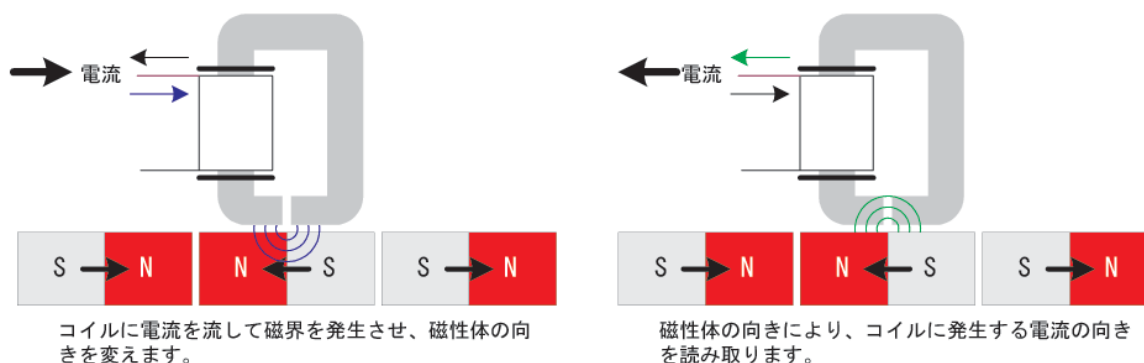 電流
S N N S S N
コイルに電流を流して磁界を発生させ、磁性体の向
きを変えます。
電流
S N N S S N
磁性体の向きにより、コイルに発生する電流の向き
を読み取ります。